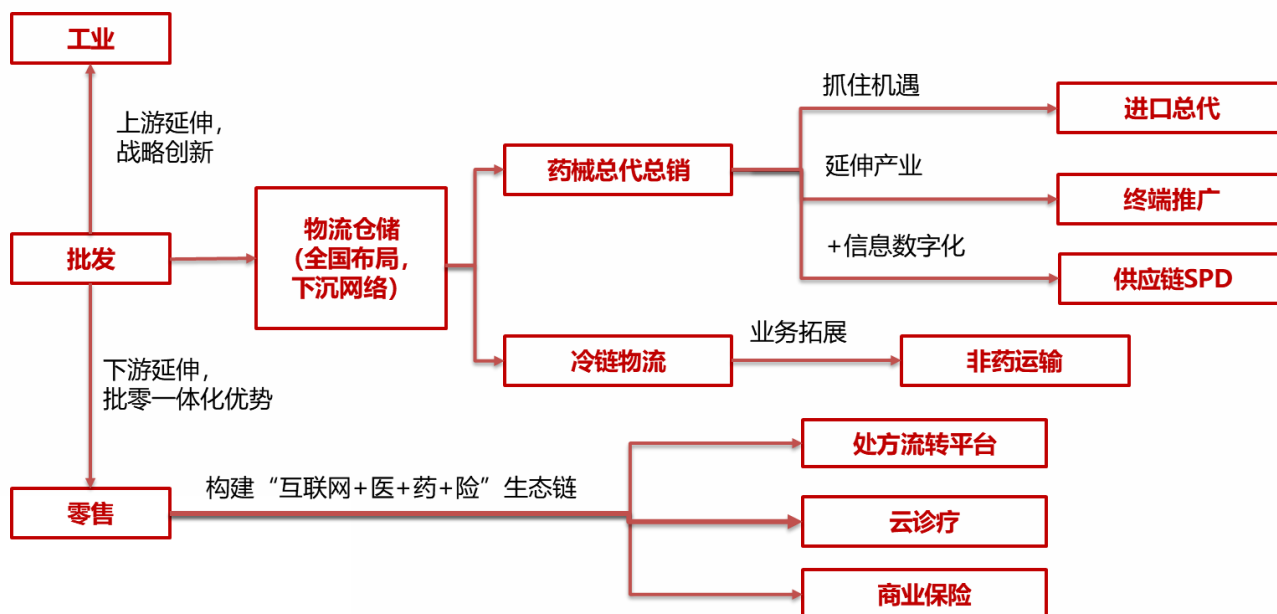 工业
上游延伸，
战略创新
批发
下游延伸，
批零一体化优势
零售
物流仓储
（全国布局，
下沉网络）
药械总代总销
抓住机遇
进口总代
延伸产业
终端推广
+信息数字化
供应链SPD
冷链物流
业务拓展
非药运输
构建“互联网+医+药+险”生态链
处方流转平台
云诊疗
商业保险